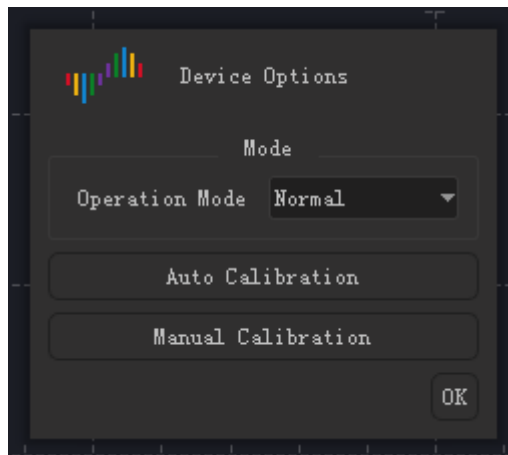 Device Options
Mode
Operation Mode Normal
Auto Calibration
Manual Calibration
OK